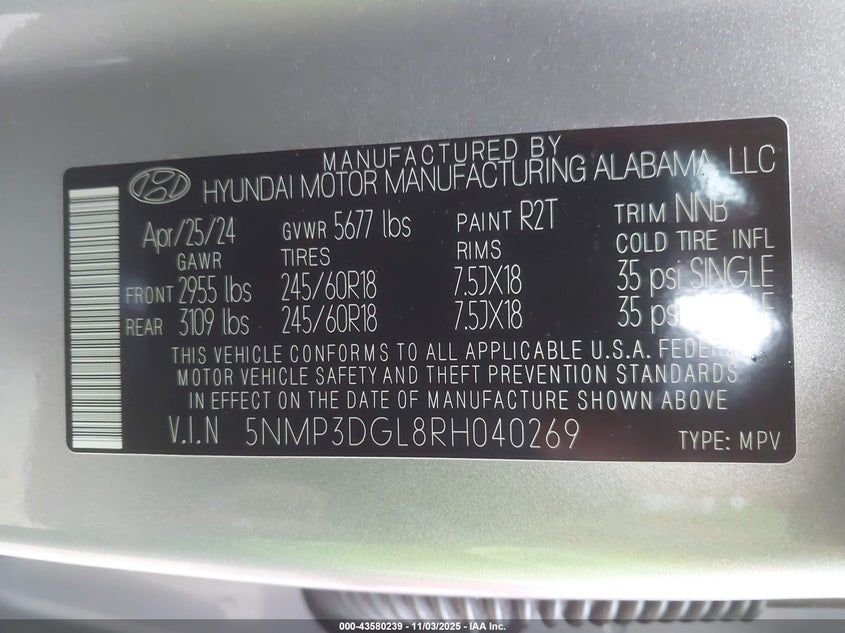 MANUFACTURED BY
HYUNDAI MOTOR MANUFACTURING ALABAMA, LLC
Apr/25/24 GVWR 5677 lbs PAINT R2T TRIM NNB
GAWR TIRES RIMS COLD TIRE INFL
FRONT 2955 lbs 245/60R18 7.5JX18 35 psi SINGLE
REAR 3109 lbs 245/60R18 7.5JX18 35 psi
THIS VEHICLE CONFORMS TO ALL APPLICABLE U.S.A. FEDERAL
MOTOR VEHICLE SAFETY AND THEFT PREVENTION STANDARDS
IN EFFECT ON THE DATE OF MANUFACTURE SHOWN ABOVE
V.I.N 5NMP3DGL8RH040269 TYPE: MPV
000-43580239 - 11/03/2025 - IAA Inc.